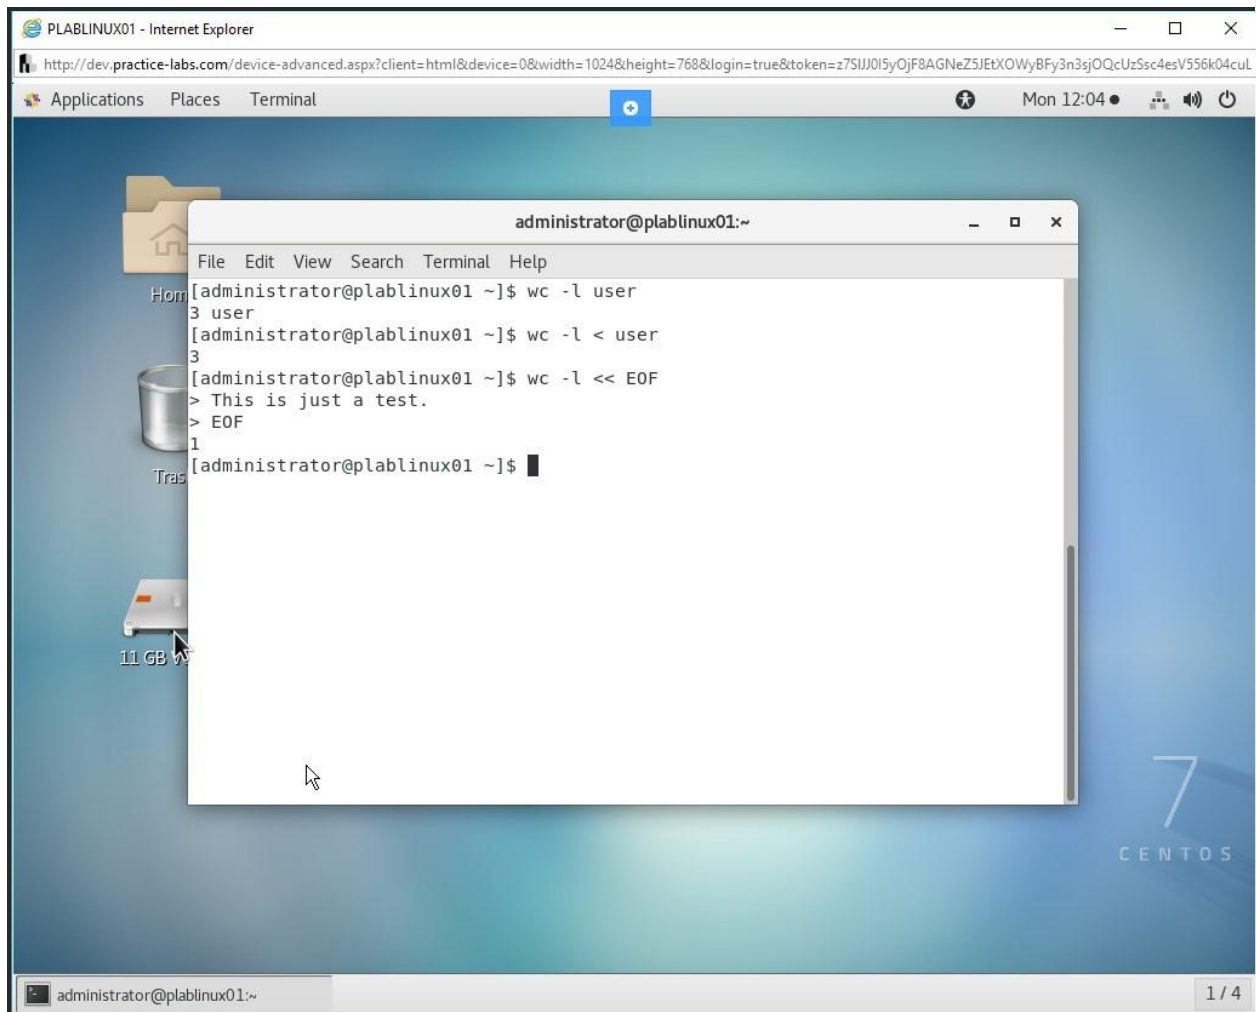 PLABLINUX01 - Internet Explorer
http://dev.practice-labs.com/device-advanced.aspx?client=html&device=0&width=1024&height=768&login=true&token=z7SIJJ0I5yOjF8AGNeZ5JEtXOWyBFy3n3sjOQcUzSsc4esV556k04cuL
Applications Places Terminal Mon 12:04
administrator@plablinux01:~
File Edit View Search Terminal Help
Hom
[administrator@plablinux01 ~]$ wc -l user
3 user
[administrator@plablinux01 ~]$ wc -l < user
3
[administrator@plablinux01 ~]$ wc -l << EOF
> This is just a test.
> EOF
1
[administrator@plablinux01 ~]$
Tras
11 GB V
7
CENTOS
administrator@plablinux01:~
1 / 4